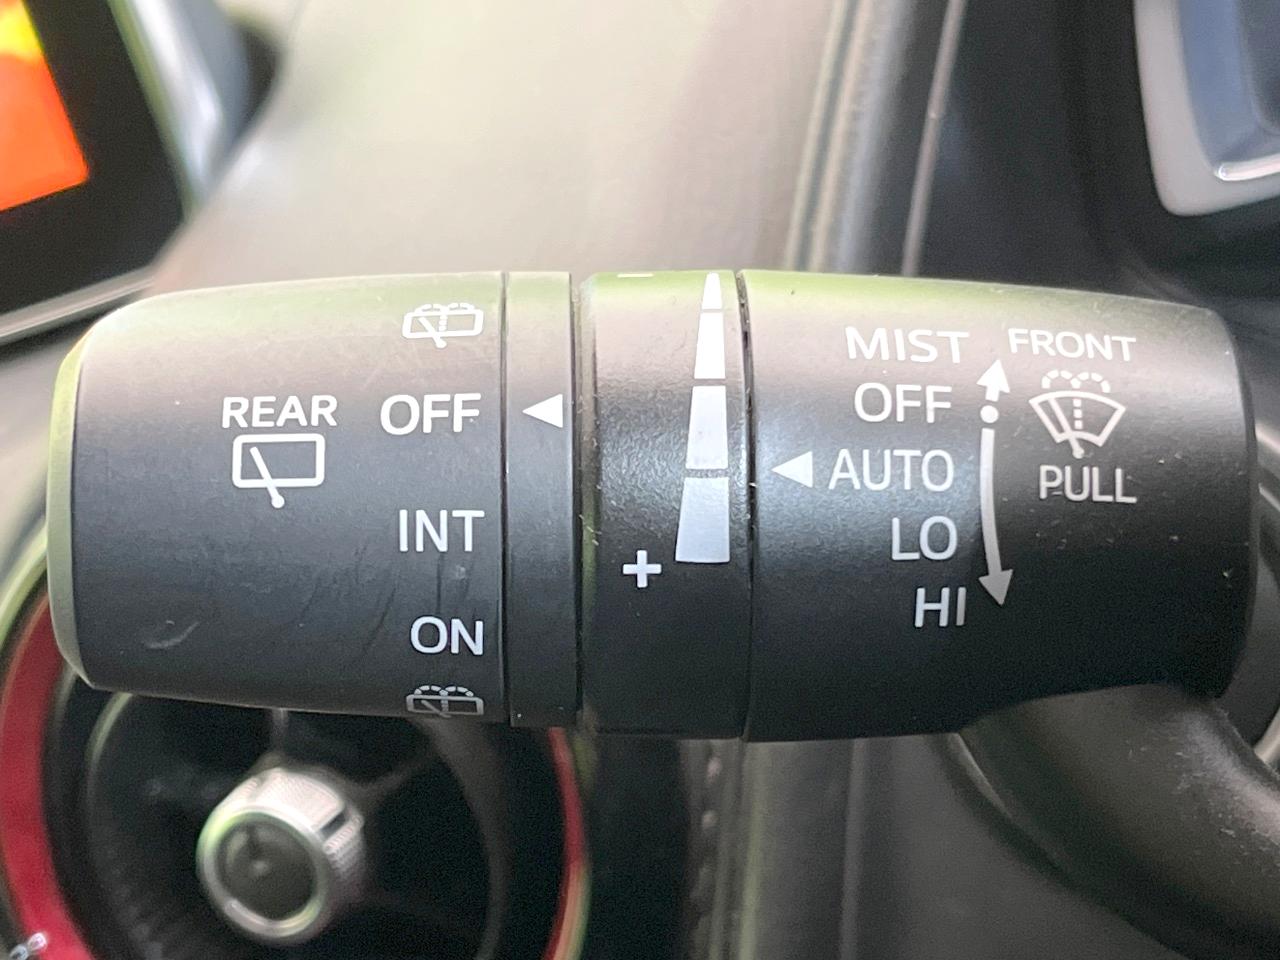 REAR
OFF
INT
ON
−
+
MIST
OFF
AUTO
LO
HI
FRONT
PULL